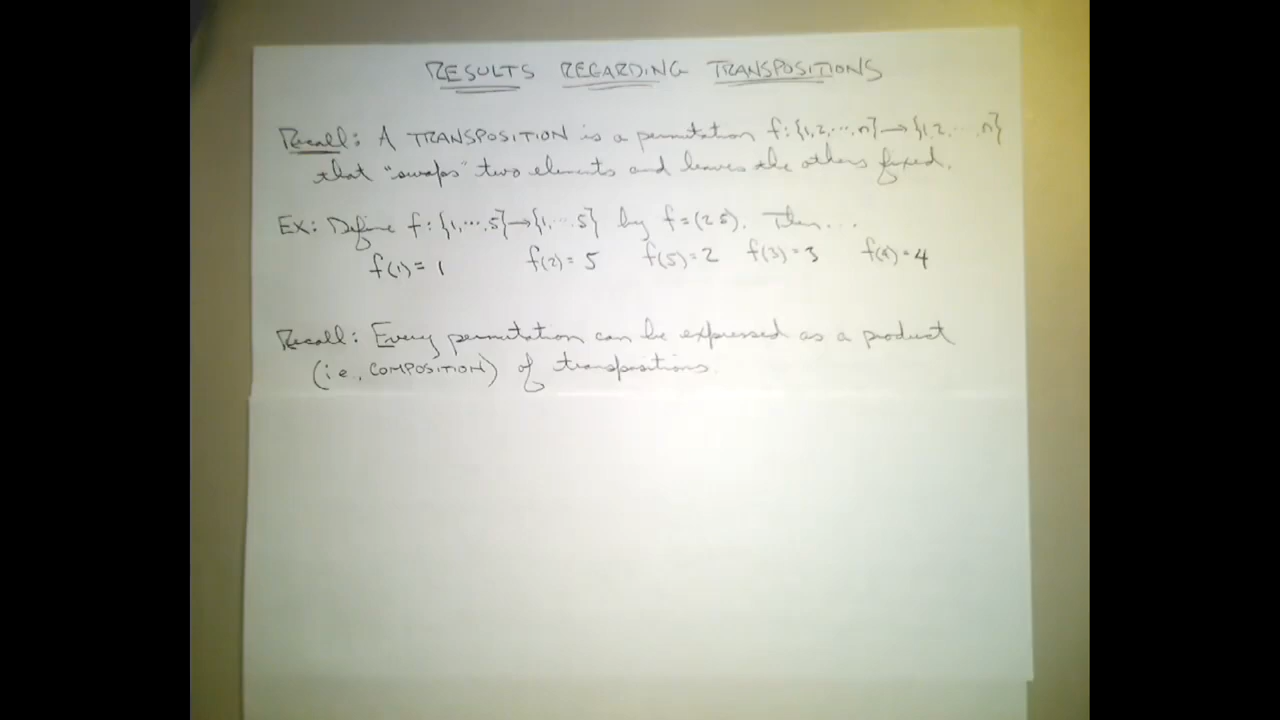 RESULTS REGARDING TRANSPOSITIONS
Recall: A TRANSPOSITION is a permutation f:{1,2,...,n}→{1,2,...,n}
that "swaps" two elements and leaves the others fixed.
Ex: Define f:{1,...,5}→{1,...5} by f=(2 5). Then...
f(1)=1 f(2)=5 f(5)=2 f(3)=3 f(4)=4
Recall: Every permutation can be expressed as a product
(i.e., COMPOSITION) of transpositions.